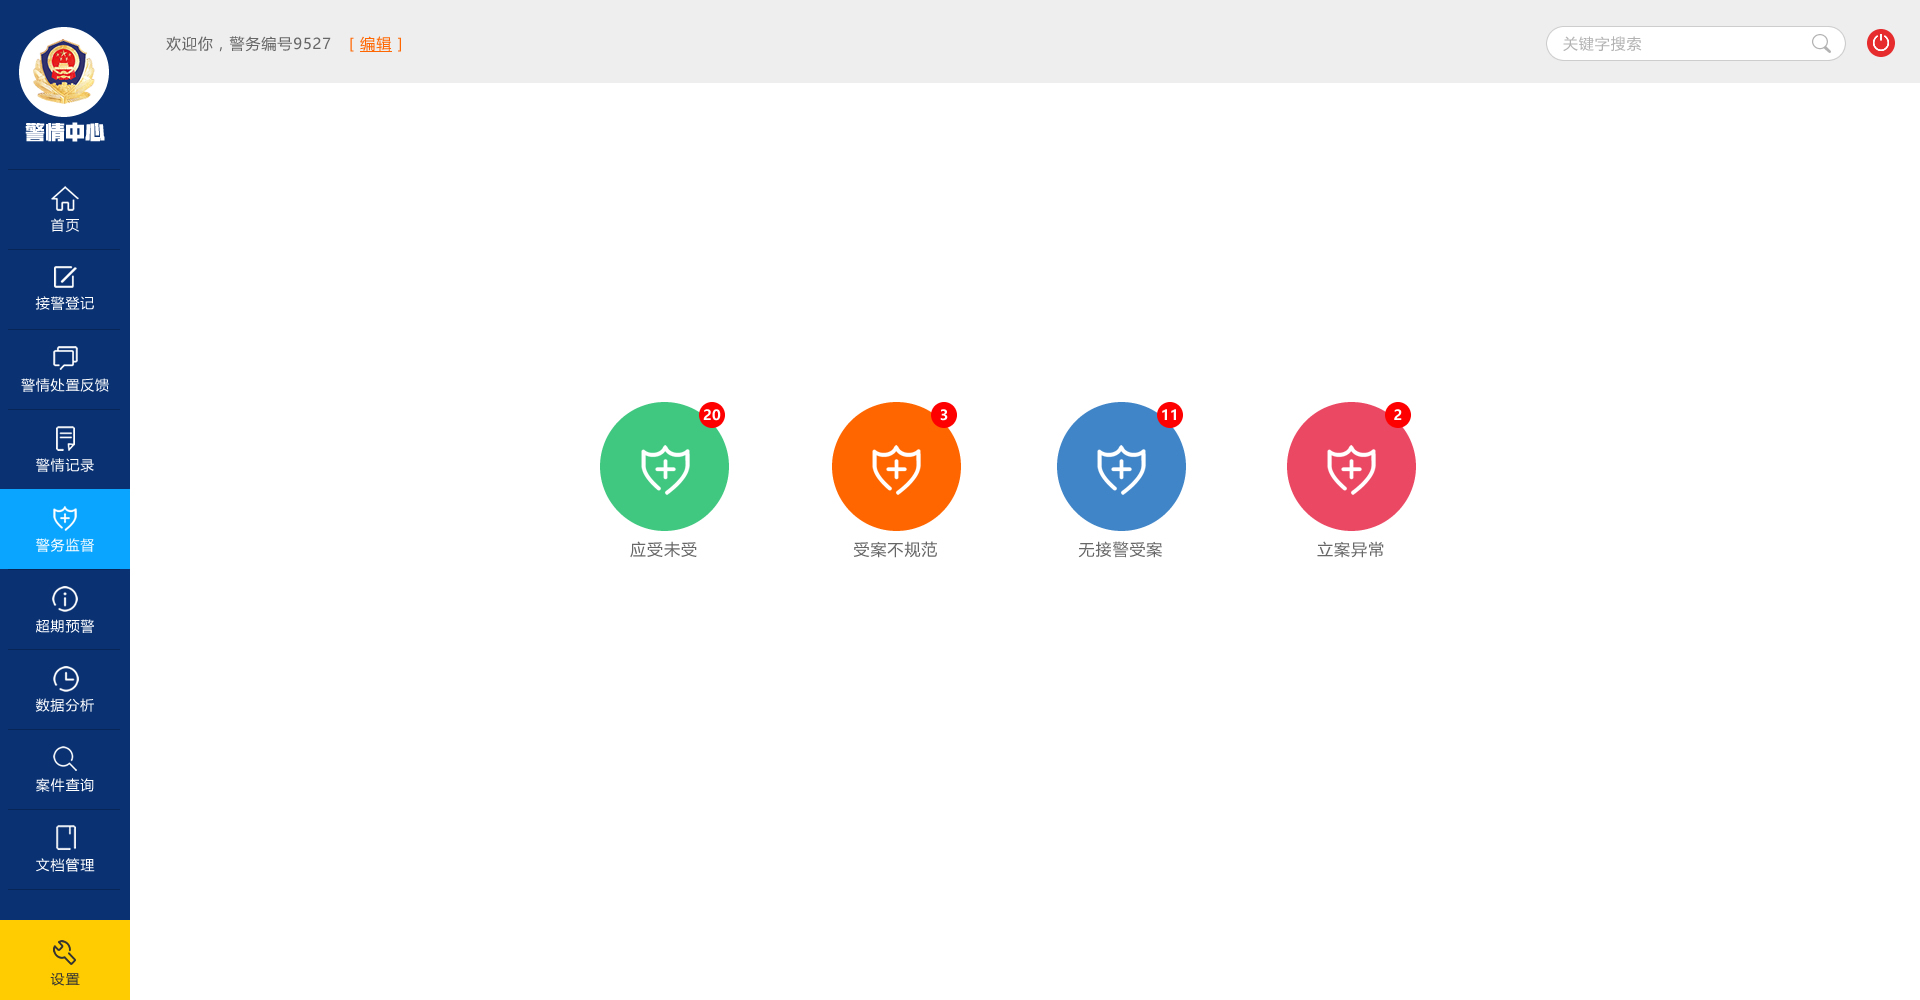 警情中心
欢迎你，警务编号9527 [ 编辑 ]
关键字搜索
首页
接警登记
警情处置反馈
警情记录
警务监督
超期预警
数据分析
案件查询
文档管理
设置
20
3
11
2
应受未受
受案不规范
无接警受案
立案异常